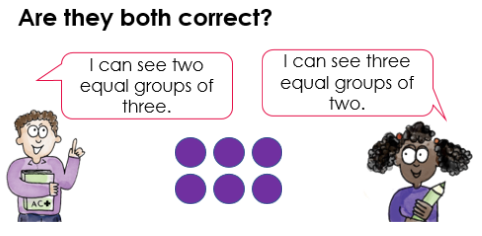 Are they both correct?
I can see two
equal groups of
three.
I can see three
equal groups of
two.
AC+